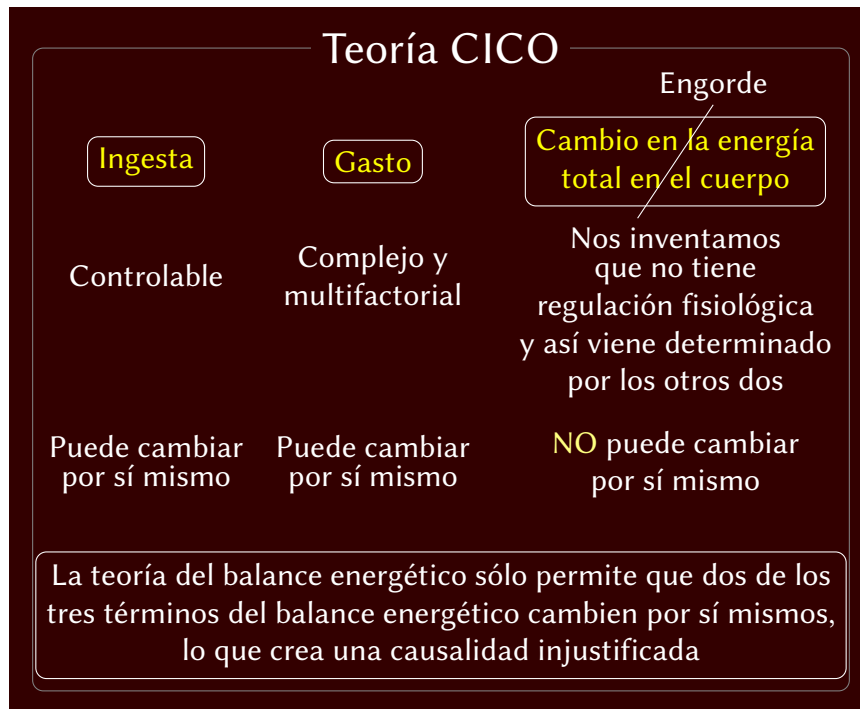 Teoría CICO
Engorde
Ingesta
Gasto
Cambio en la energía
total en el cuerpo
Controlable
Complejo y
multifactorial
Nos inventamos
que no tiene
regulación fisiológica
y así viene determinado
por los otros dos
Puede cambiar
por sí mismo
Puede cambiar
por sí mismo
NO puede cambiar
por sí mismo
La teoría del balance energético sólo permite que dos de los
tres términos del balance energético cambien por sí mismos,
lo que crea una causalidad injustificada